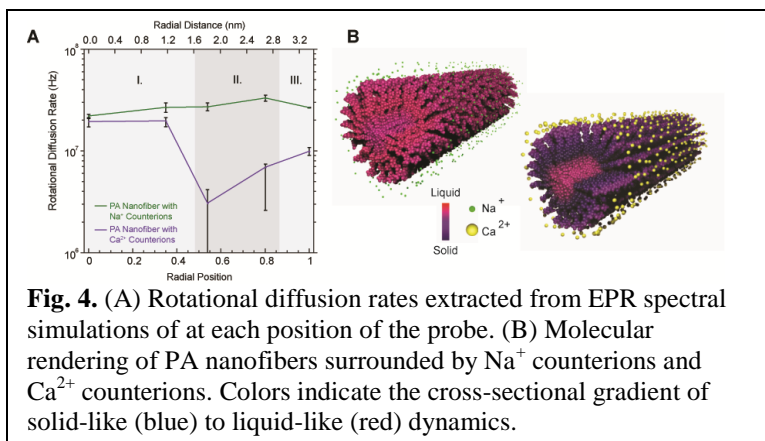 A
Radial Distance (nm)
0.0 0.4 0.8 1.2 1.6 2.0 2.4 2.8 3.2
B
10⁸
I.
II.
III.
Rotational Diffusion Rate (Hz)
10⁷
PA Nanofiber with
Na⁺ Counterions
PA Nanofiber with
Ca²⁺ Counterions
10⁶
0 0.2 0.4 0.6 0.8 1
Radial Position
Liquid
Solid
Na⁺
Ca²⁺
Fig. 4. (A) Rotational diffusion rates extracted from EPR spectral
simulations of at each position of the probe. (B) Molecular
rendering of PA nanofibers surrounded by Na⁺ counterions and
Ca²⁺ counterions. Colors indicate the cross-sectional gradient of
solid-like (blue) to liquid-like (red) dynamics.